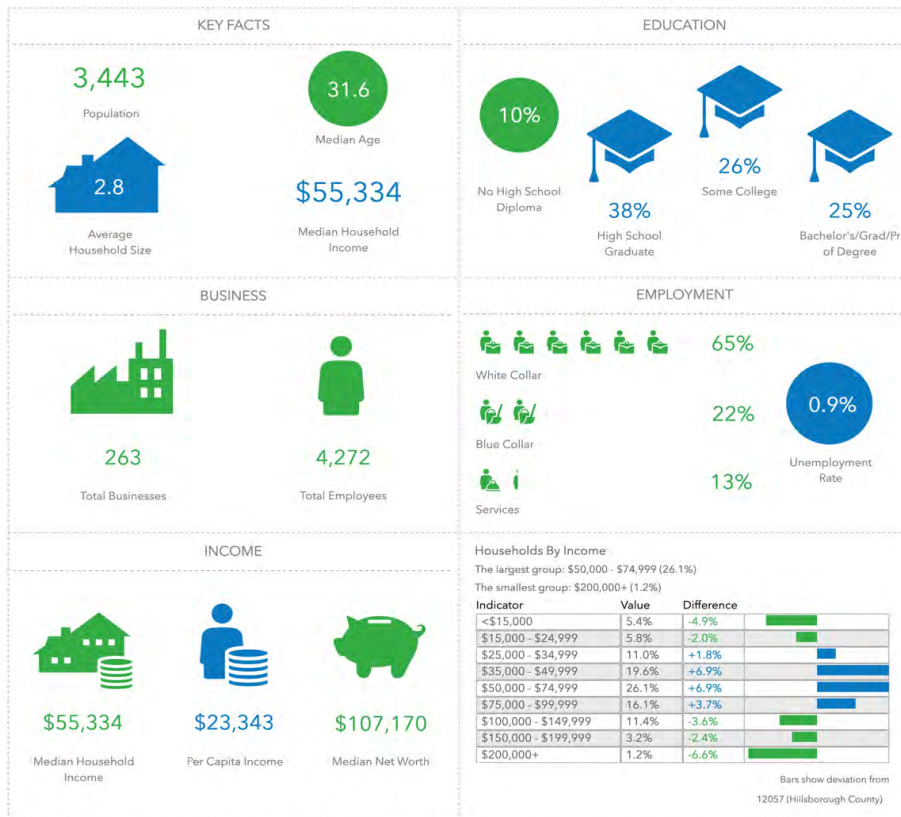 KEY FACTS
3,443
Population
31.6
Median Age
2.8
Average
Household Size
$55,334
Median Household
Income
EDUCATION
10%
No High School
Diploma
38%
High School
Graduate
26%
Some College
25%
Bachelor's/Grad/Pr
of Degree
BUSINESS
263
Total Businesses
4,272
Total Employees
EMPLOYMENT
65%
White Collar
22%
Blue Collar
13%
Services
0.9%
Unemployment
Rate
INCOME
$55,334
Median Household
Income
$23,343
Per Capita Income
$107,170
Median Net Worth
Households By Income
The largest group: $50,000 - $74,999 (26.1%)
The smallest group: $200,000+ (1.2%)
Indicator Value Difference
<$15,000 5.4% -4.9%
$15,000 - $24,999 5.8% -2.0%
$25,000 - $34,999 11.0% +1.8%
$35,000 - $49,999 19.6% +6.9%
$50,000 - $74,999 26.1% +6.9%
$75,000 - $99,999 16.1% +3.7%
$100,000 - $149,999 11.4% -3.6%
$150,000 - $199,999 3.2% -2.4%
$200,000+ 1.2% -6.6%
Bars show deviation from
12057 (Hillsborough County)